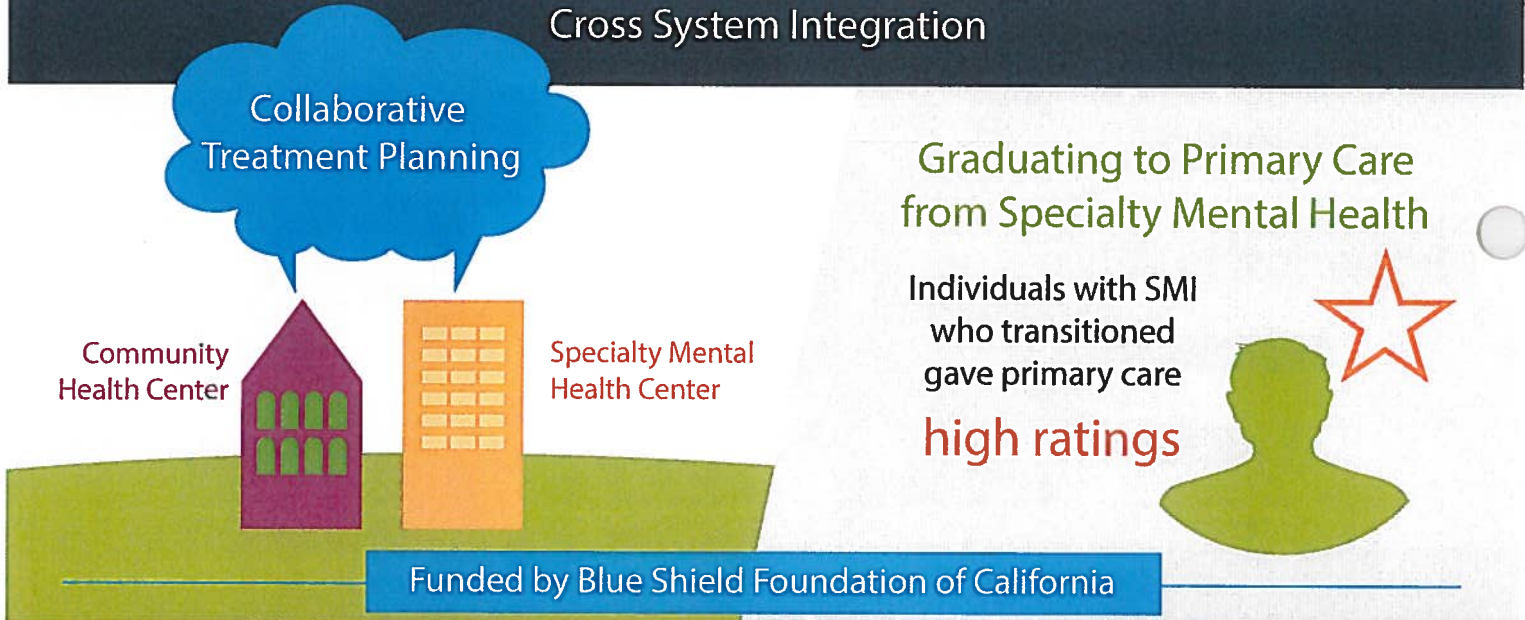 Cross System Integration
Collaborative
Treatment Planning
Community
Health Center
Specialty Mental
Health Center
Graduating to Primary Care
from Specialty Mental Health
Individuals with SMI
who transitioned
gave primary care
high ratings
Funded by Blue Shield Foundation of California